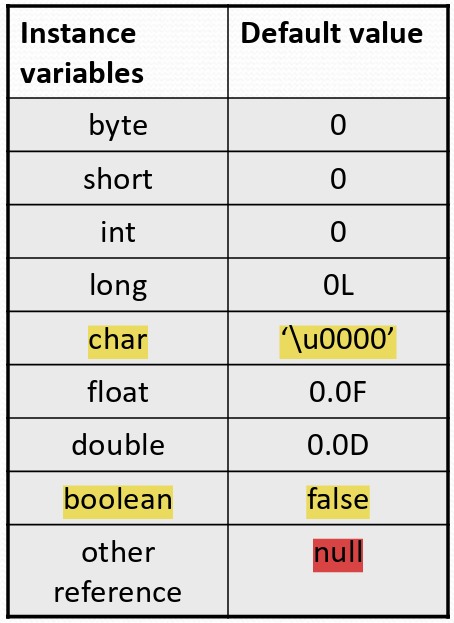 Instance variables Default value
byte 0
short 0
int 0
long 0L
char ‘\u0000’
float 0.0F
double 0.0D
boolean false
other reference null